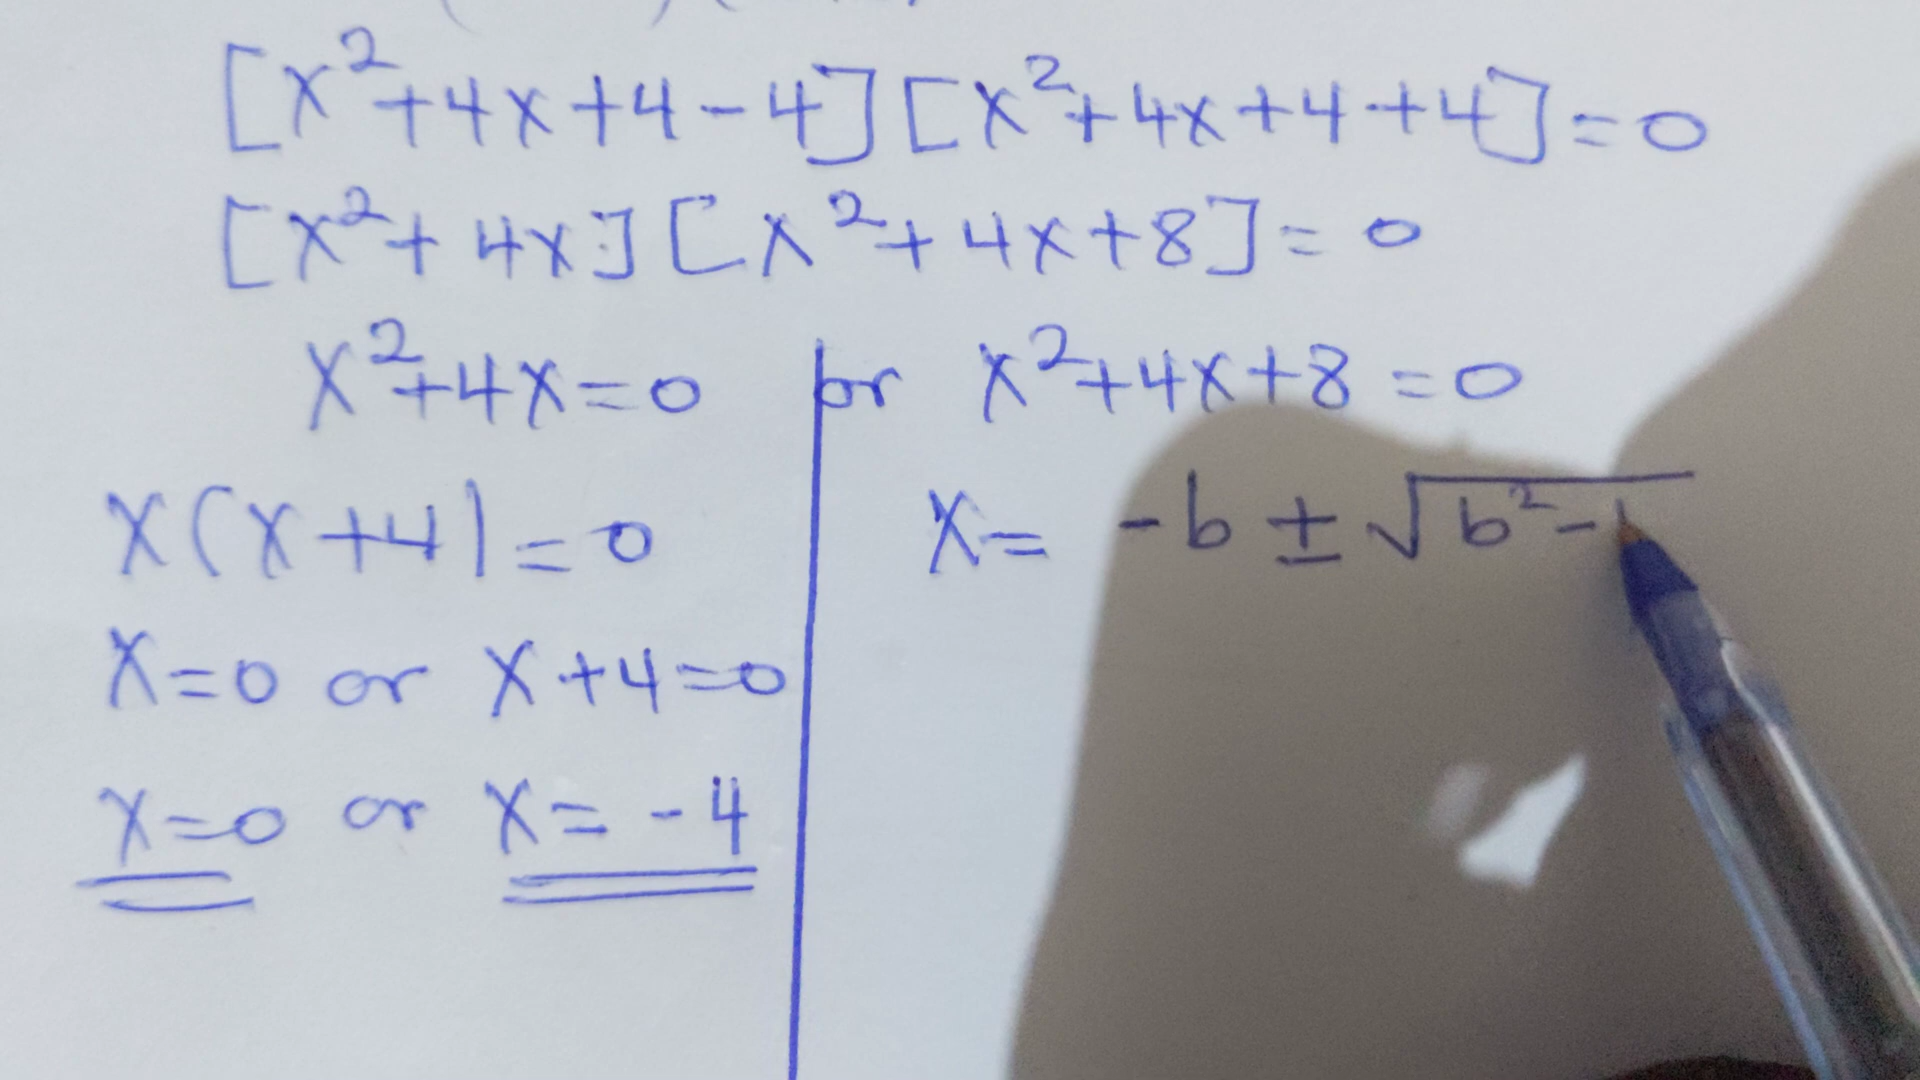 [x²+4x+4-4][x²+4x+4+4]=0
[x²+4x][x²+4x+8]=0
x²+4x=0 or x²+4x+8=0
x(x+4)=0
x=0 or x+4=0
x=0 or x=-4
x= -b ± √b²-